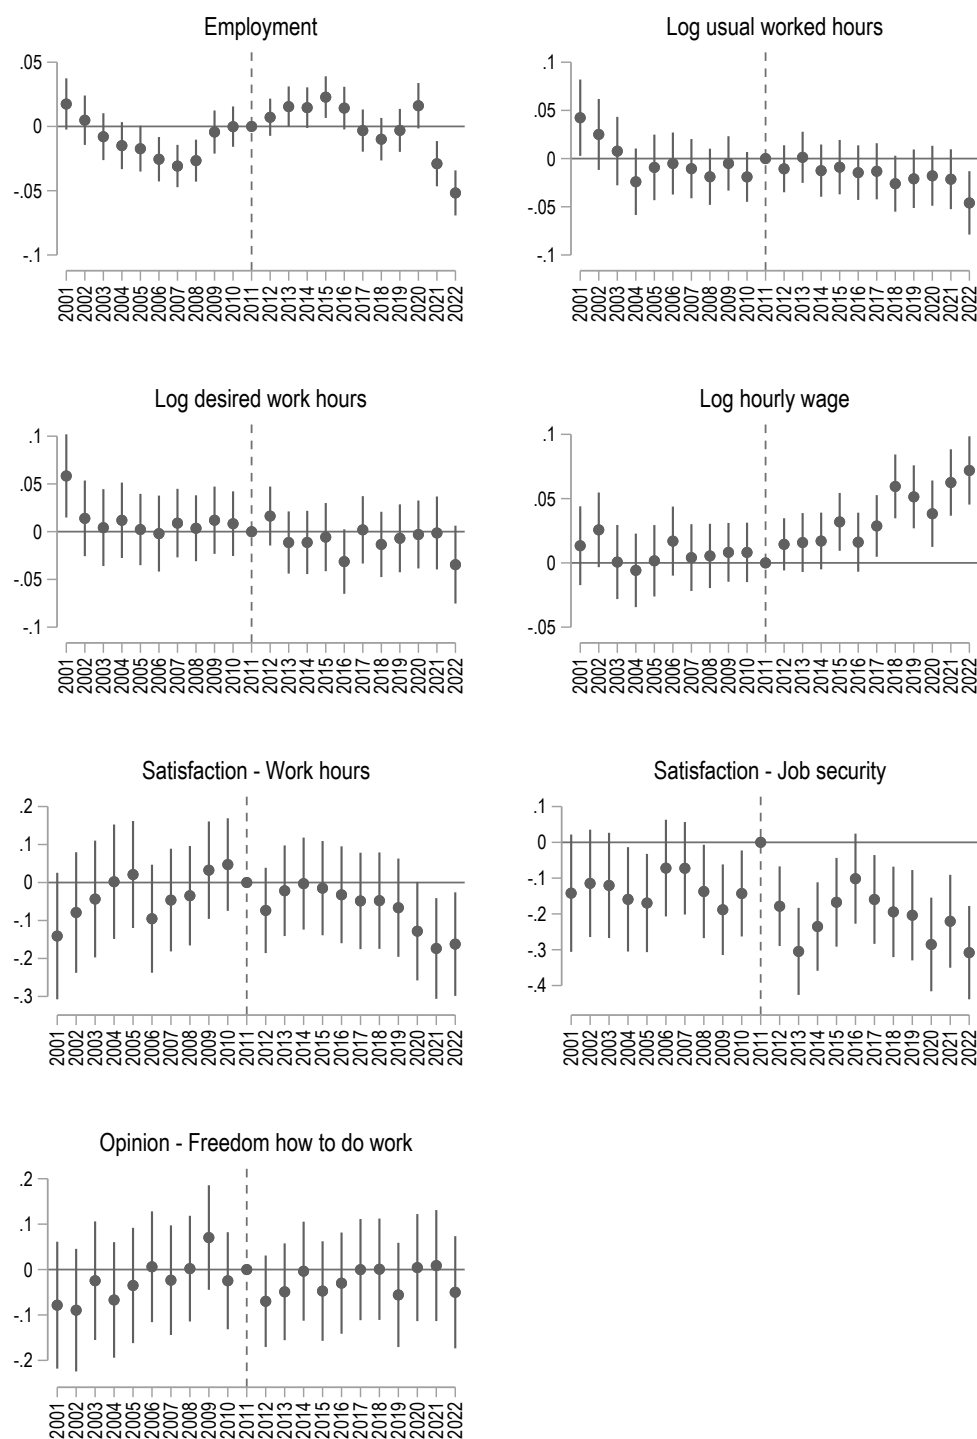 Employment
.05
0
-.05
-.1
2001 2002 2003 2004 2005 2006 2007 2008 2009 2010 2011 2012 2013 2014 2015 2016 2017 2018 2019 2020 2021 2022
Log usual worked hours
.1
.05
0
-.05
-.1
2001 2002 2003 2004 2005 2006 2007 2008 2009 2010 2011 2012 2013 2014 2015 2016 2017 2018 2019 2020 2021 2022
Log desired work hours
.1
.05
0
-.05
-.1
2001 2002 2003 2004 2005 2006 2007 2008 2009 2010 2011 2012 2013 2014 2015 2016 2017 2018 2019 2020 2021 2022
Log hourly wage
.1
.05
0
-.05
2001 2002 2003 2004 2005 2006 2007 2008 2009 2010 2011 2012 2013 2014 2015 2016 2017 2018 2019 2020 2021 2022
Satisfaction - Work hours
.2
.1
0
-.1
-.2
-.3
2001 2002 2003 2004 2005 2006 2007 2008 2009 2010 2011 2012 2013 2014 2015 2016 2017 2018 2019 2020 2021 2022
Satisfaction - Job security
.1
0
-.1
-.2
-.3
-.4
2001 2002 2003 2004 2005 2006 2007 2008 2009 2010 2011 2012 2013 2014 2015 2016 2017 2018 2019 2020 2021 2022
Opinion - Freedom how to do work
.2
.1
0
-.1
-.2
2001 2002 2003 2004 2005 2006 2007 2008 2009 2010 2011 2012 2013 2014 2015 2016 2017 2018 2019 2020 2021 2022